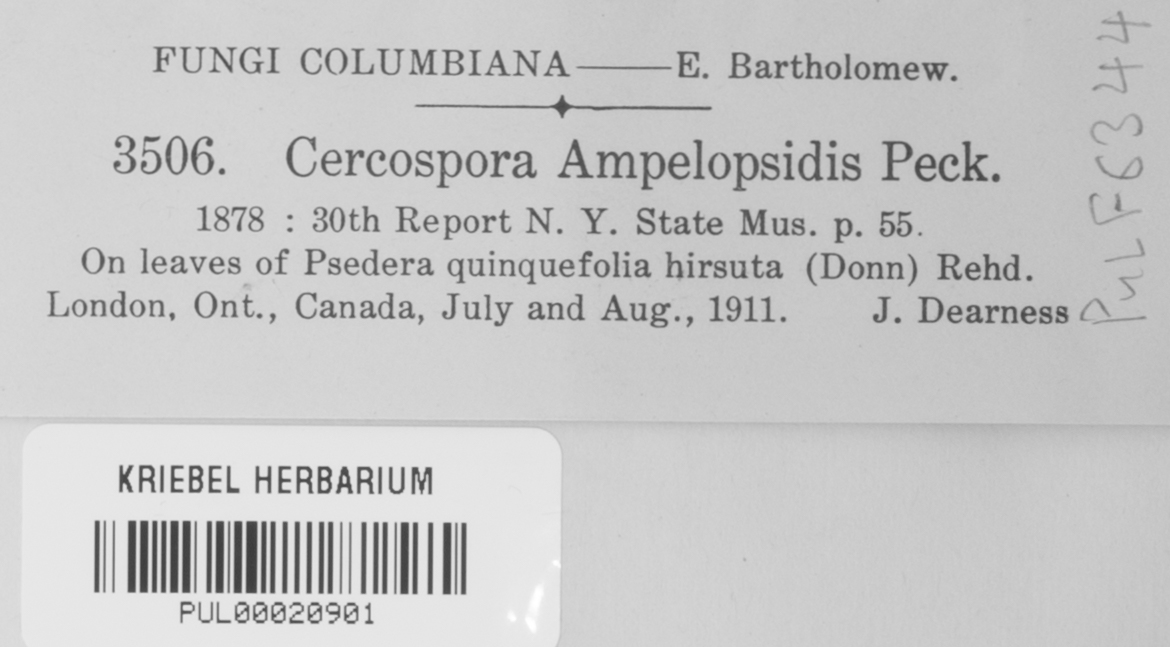 FUNGI COLUMBIANA——E. Bartholomew.
3506. Cercospora Ampelopsidis Peck.
1878 : 30th Report N. Y. State Mus. p. 55.
On leaves of Psedera quinquefolia hirsuta (Donn) Rehd.
London, Ont., Canada, July and Aug., 1911. J. Dearness
PUL F6344
KRIEBEL HERBARIUM
PUL00020901